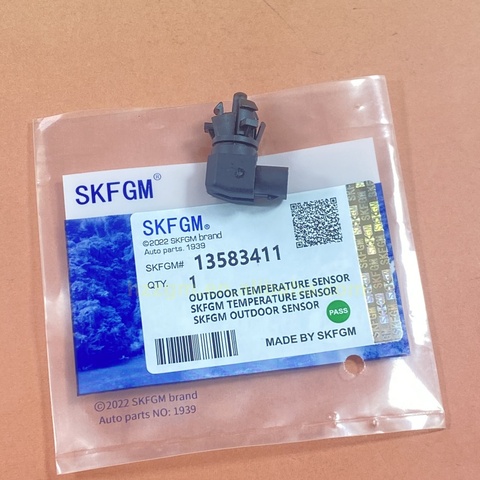 SKFGM®
SKFGM®
©2022 SKFGM brand
Auto parts. 1939
SKFGM# 13583411
QTY. 1
OUTDOOR TEMPERATURE SENSOR
SKFGM TEMPERATURE SENSOR
SKFGM OUTDOOR SENSOR
PASS
MADE BY SKFGM
©2022 SKFGM brand
Auto parts NO: 1939